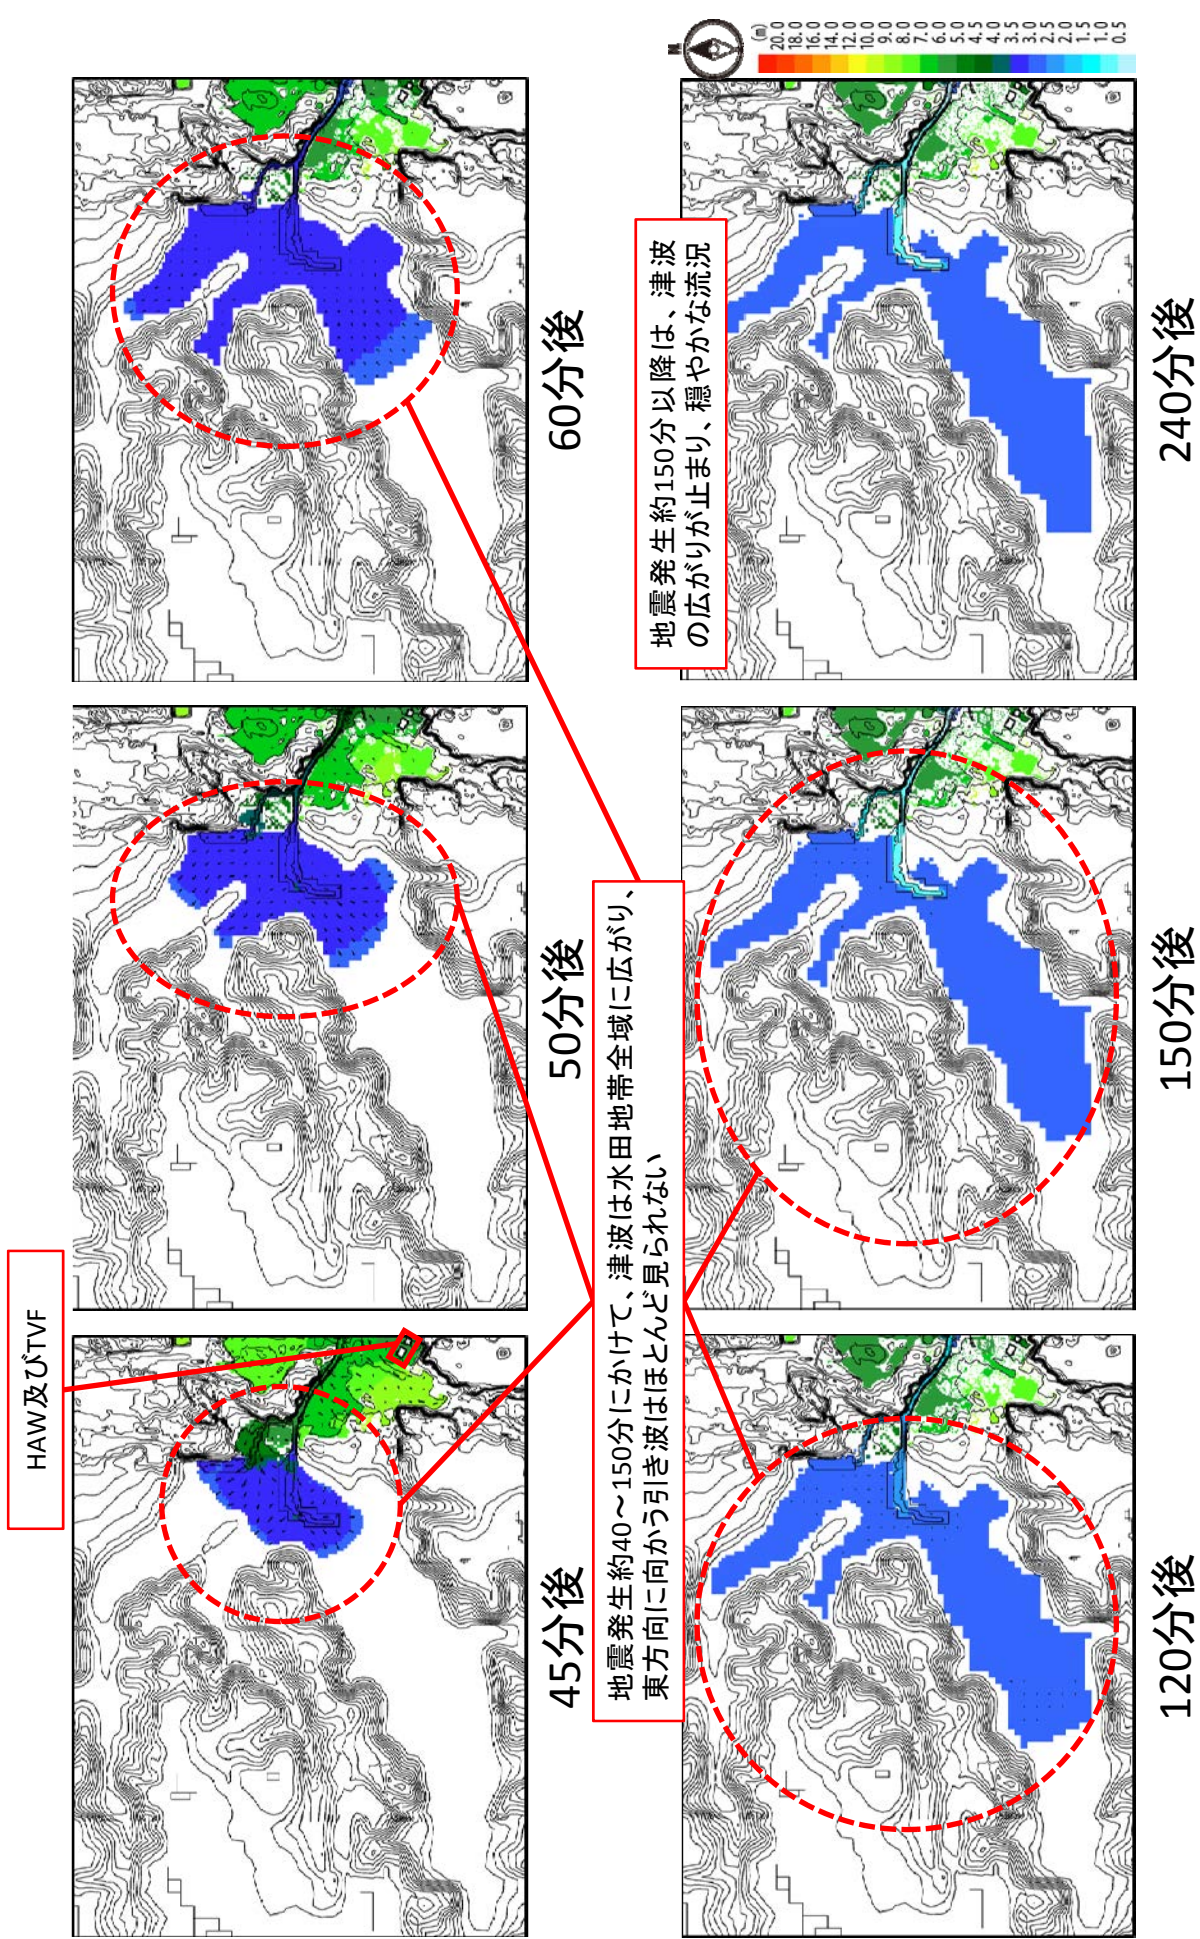 HAW及びTVF
45分後
50分後
60分後
地震発生約40～150分にかけて、津波は水田地帯全域に広がり、
東方向に向かう引き波はほとんど見られない
地震発生約150分以降は、津波
の広がりが止まり、穏やかな流況
120分後
150分後
240分後
N
(m)
20.0
18.0
16.0
14.0
12.0
10.0
9.0
8.0
7.0
6.0
5.0
4.5
4.0
3.5
3.0
2.5
2.0
1.5
1.0
0.5